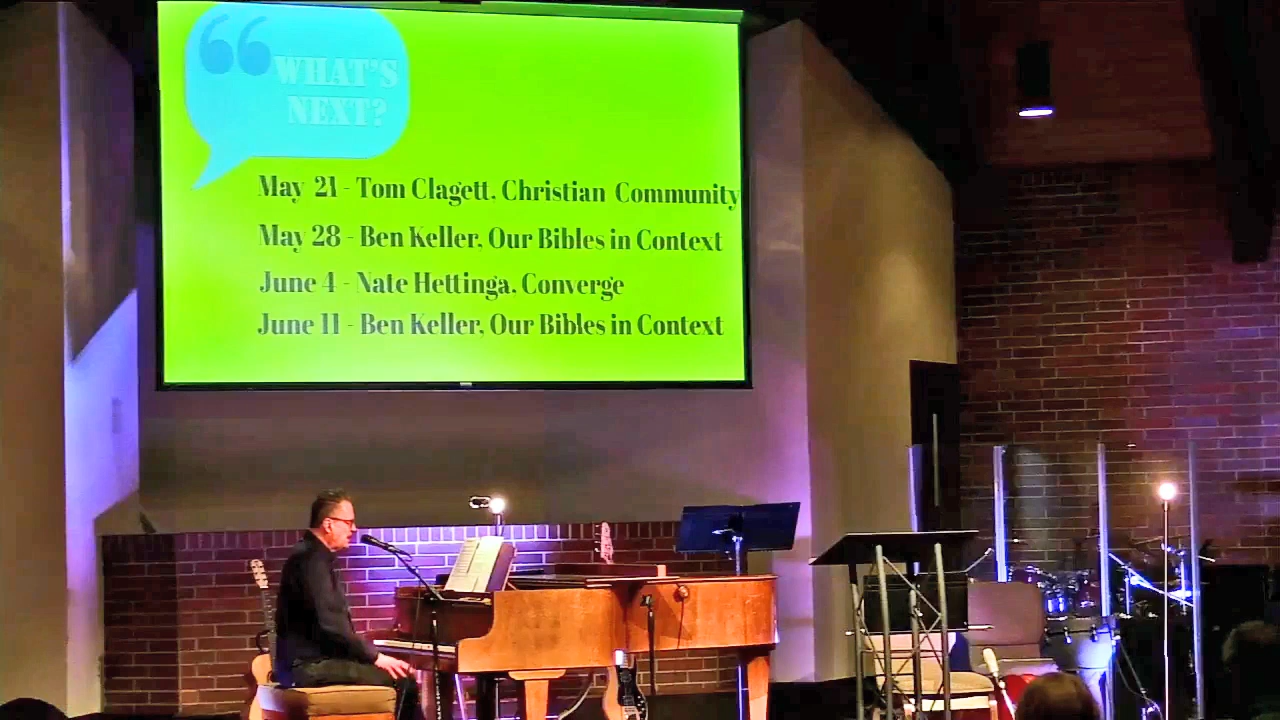 WHAT'S
NEXT?
May 21 - Tom Clagett, Christian Community
May 28 - Ben Keller, Our Bibles in Context
June 4 - Nate Hettinga, Converge
June 11 - Ben Keller, Our Bibles in Context